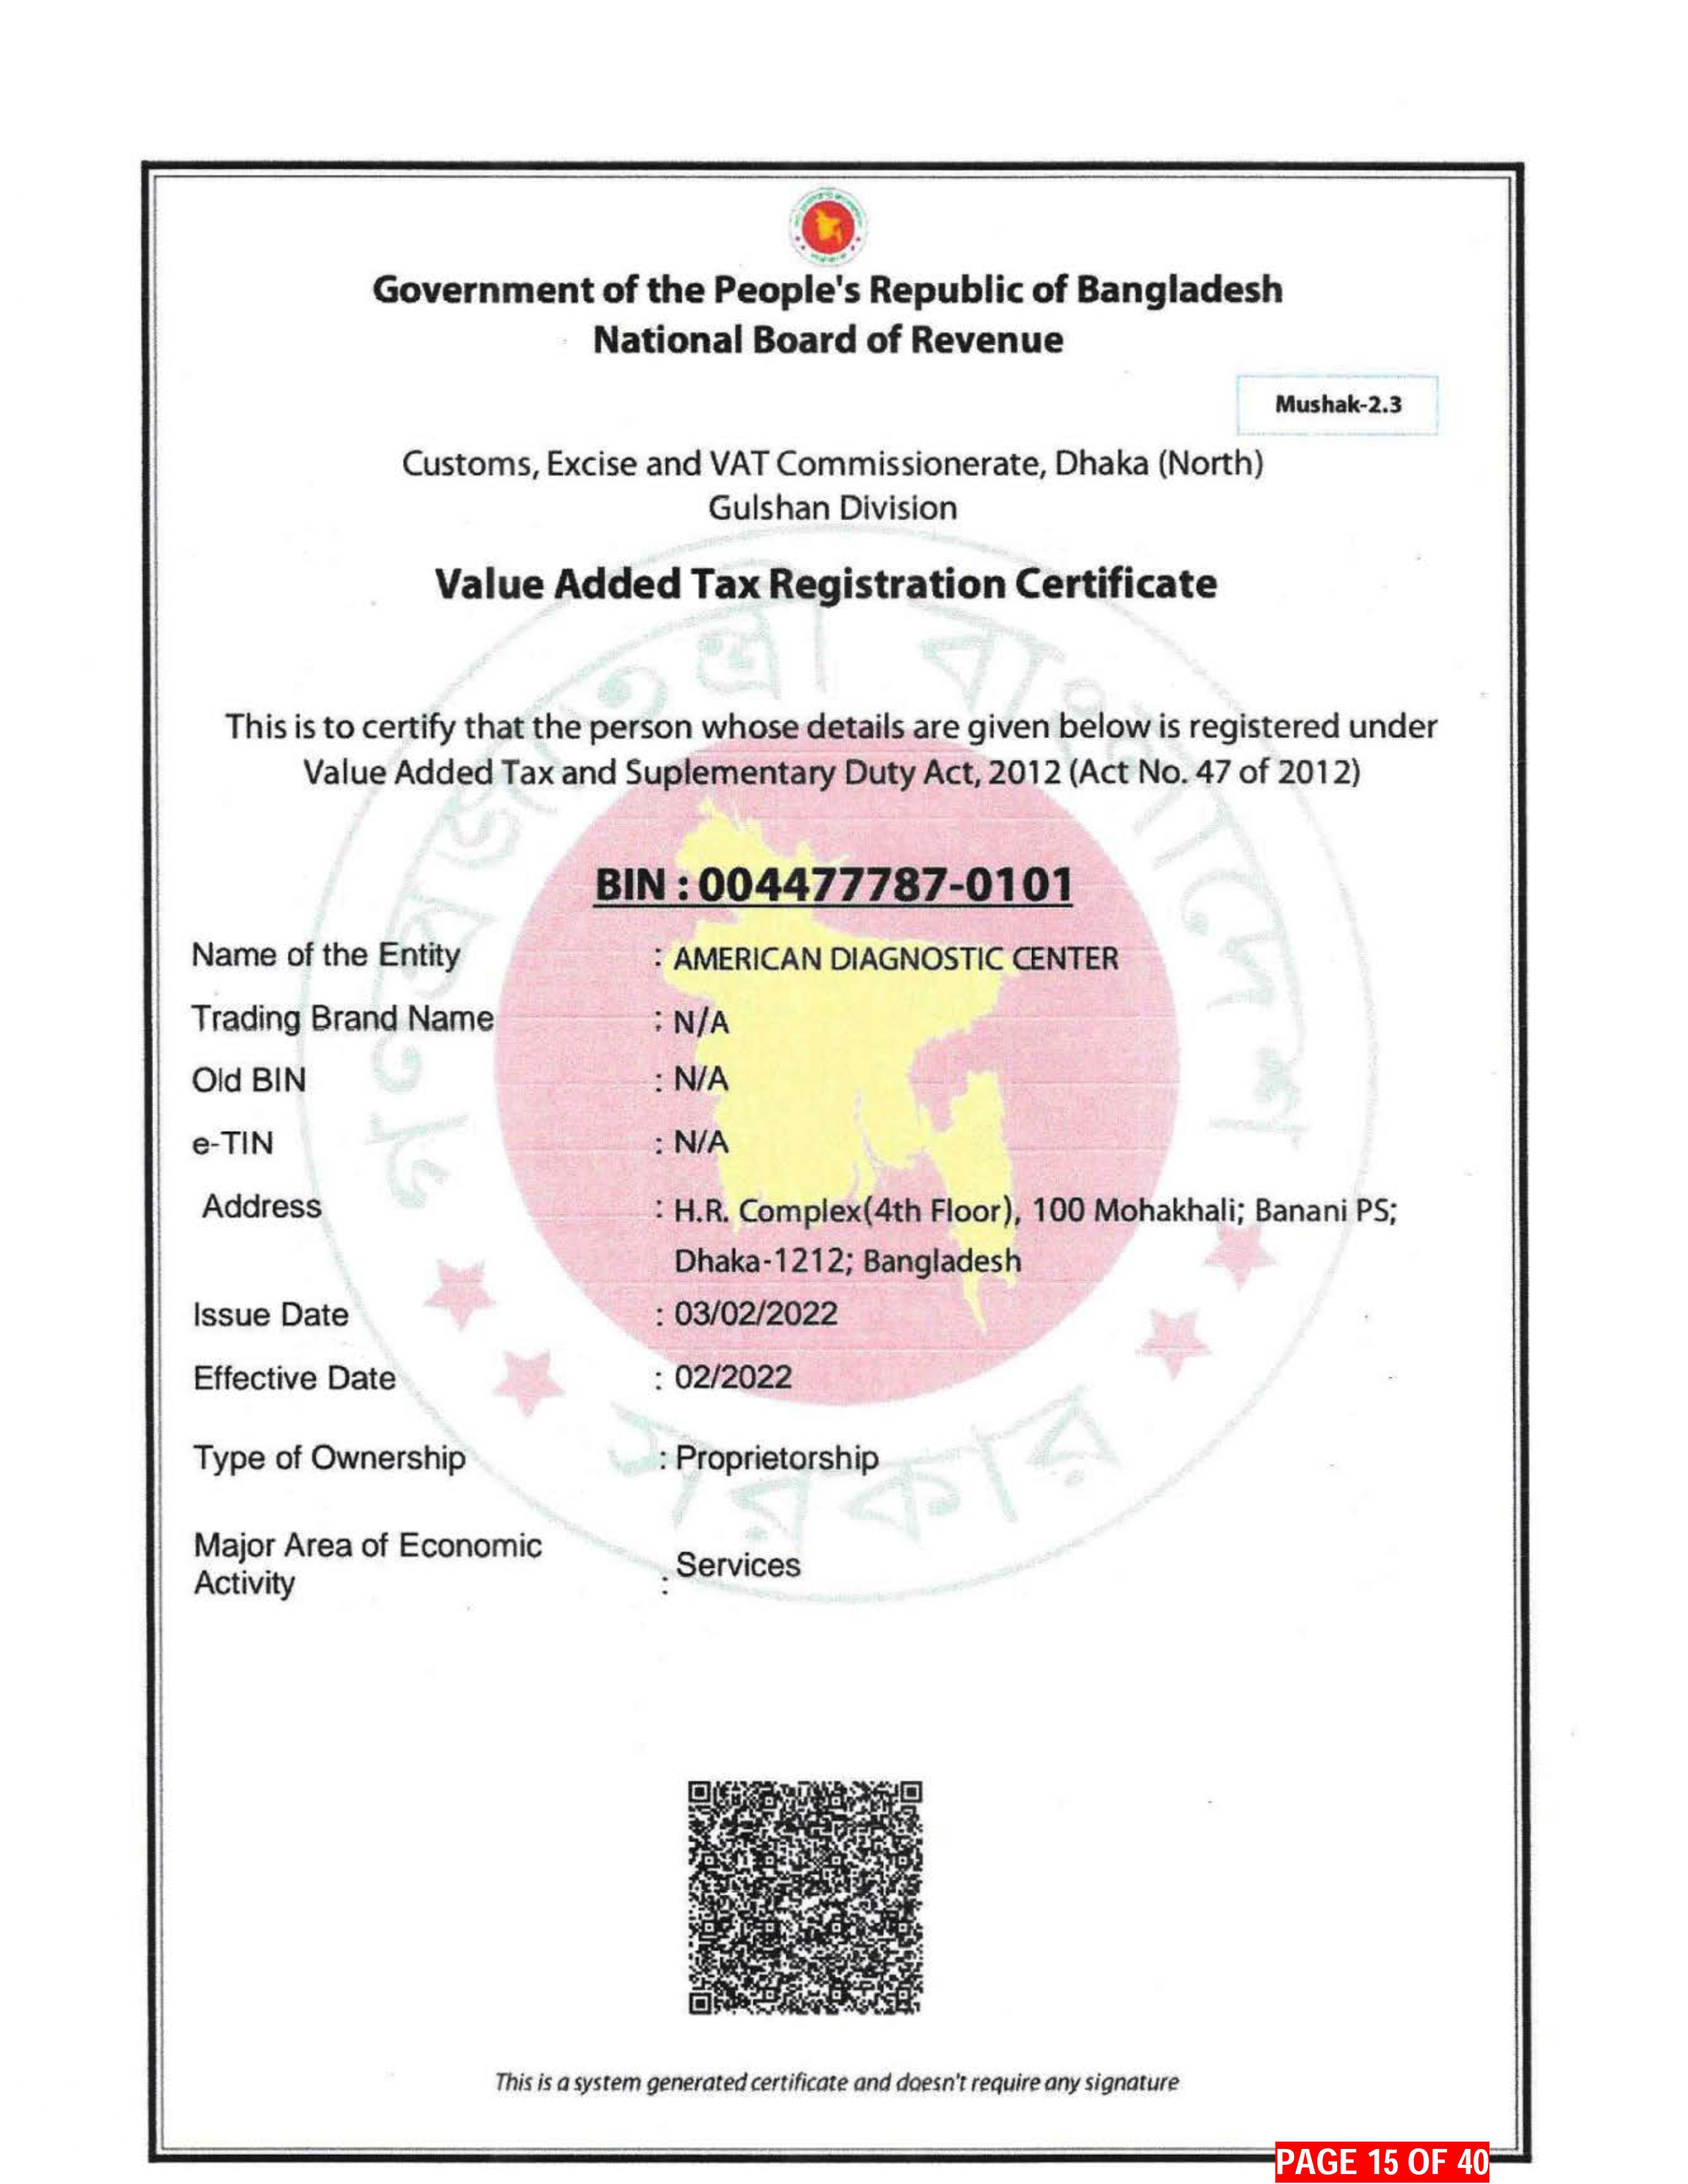 Government of the People's Republic of Bangladesh
National Board of Revenue
Mushak-2.3
Customs, Excise and VAT Commissionerate, Dhaka (North)
Gulshan Division
Value Added Tax Registration Certificate
This is to certify that the person whose details are given below is registered under
Value Added Tax and Suplementary Duty Act, 2012 (Act No. 47 of 2012)
BIN : 004477787-0101
Name of the Entity : AMERICAN DIAGNOSTIC CENTER
Trading Brand Name : N/A
Old BIN : N/A
e-TIN : N/A
Address : H.R. Complex(4th Floor), 100 Mohakhali; Banani PS;
Dhaka-1212; Bangladesh
Issue Date : 03/02/2022
Effective Date : 02/2022
Type of Ownership : Proprietorship
Major Area of Economic
Activity : Services
গণপ্রজাতন্ত্রী বাংলাদেশ
সরকার
This is a system generated certificate and doesn't require any signature
PAGE 15 OF 40